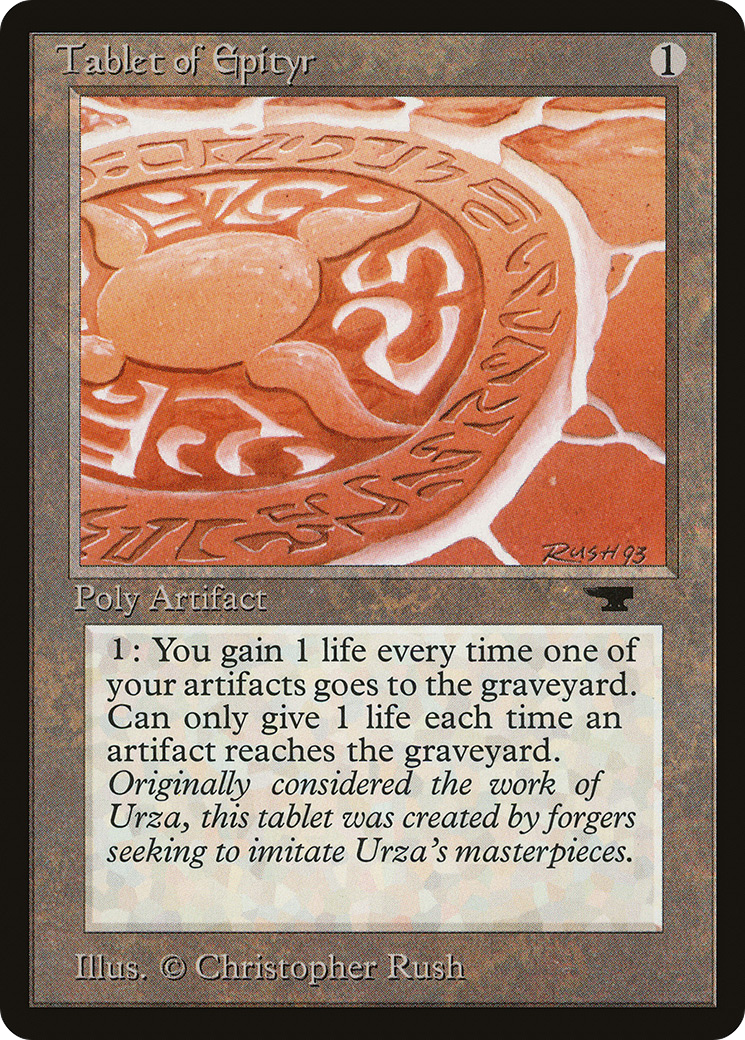 Tablet of Epityr 1
RUSH 93
Poly Artifact
1: You gain 1 life every time one of
your artifacts goes to the graveyard.
Can only give 1 life each time an
artifact reaches the graveyard.
Originally considered the work of
Urza, this tablet was created by forgers
seeking to imitate Urza's masterpieces.
Illus. © Christopher Rush